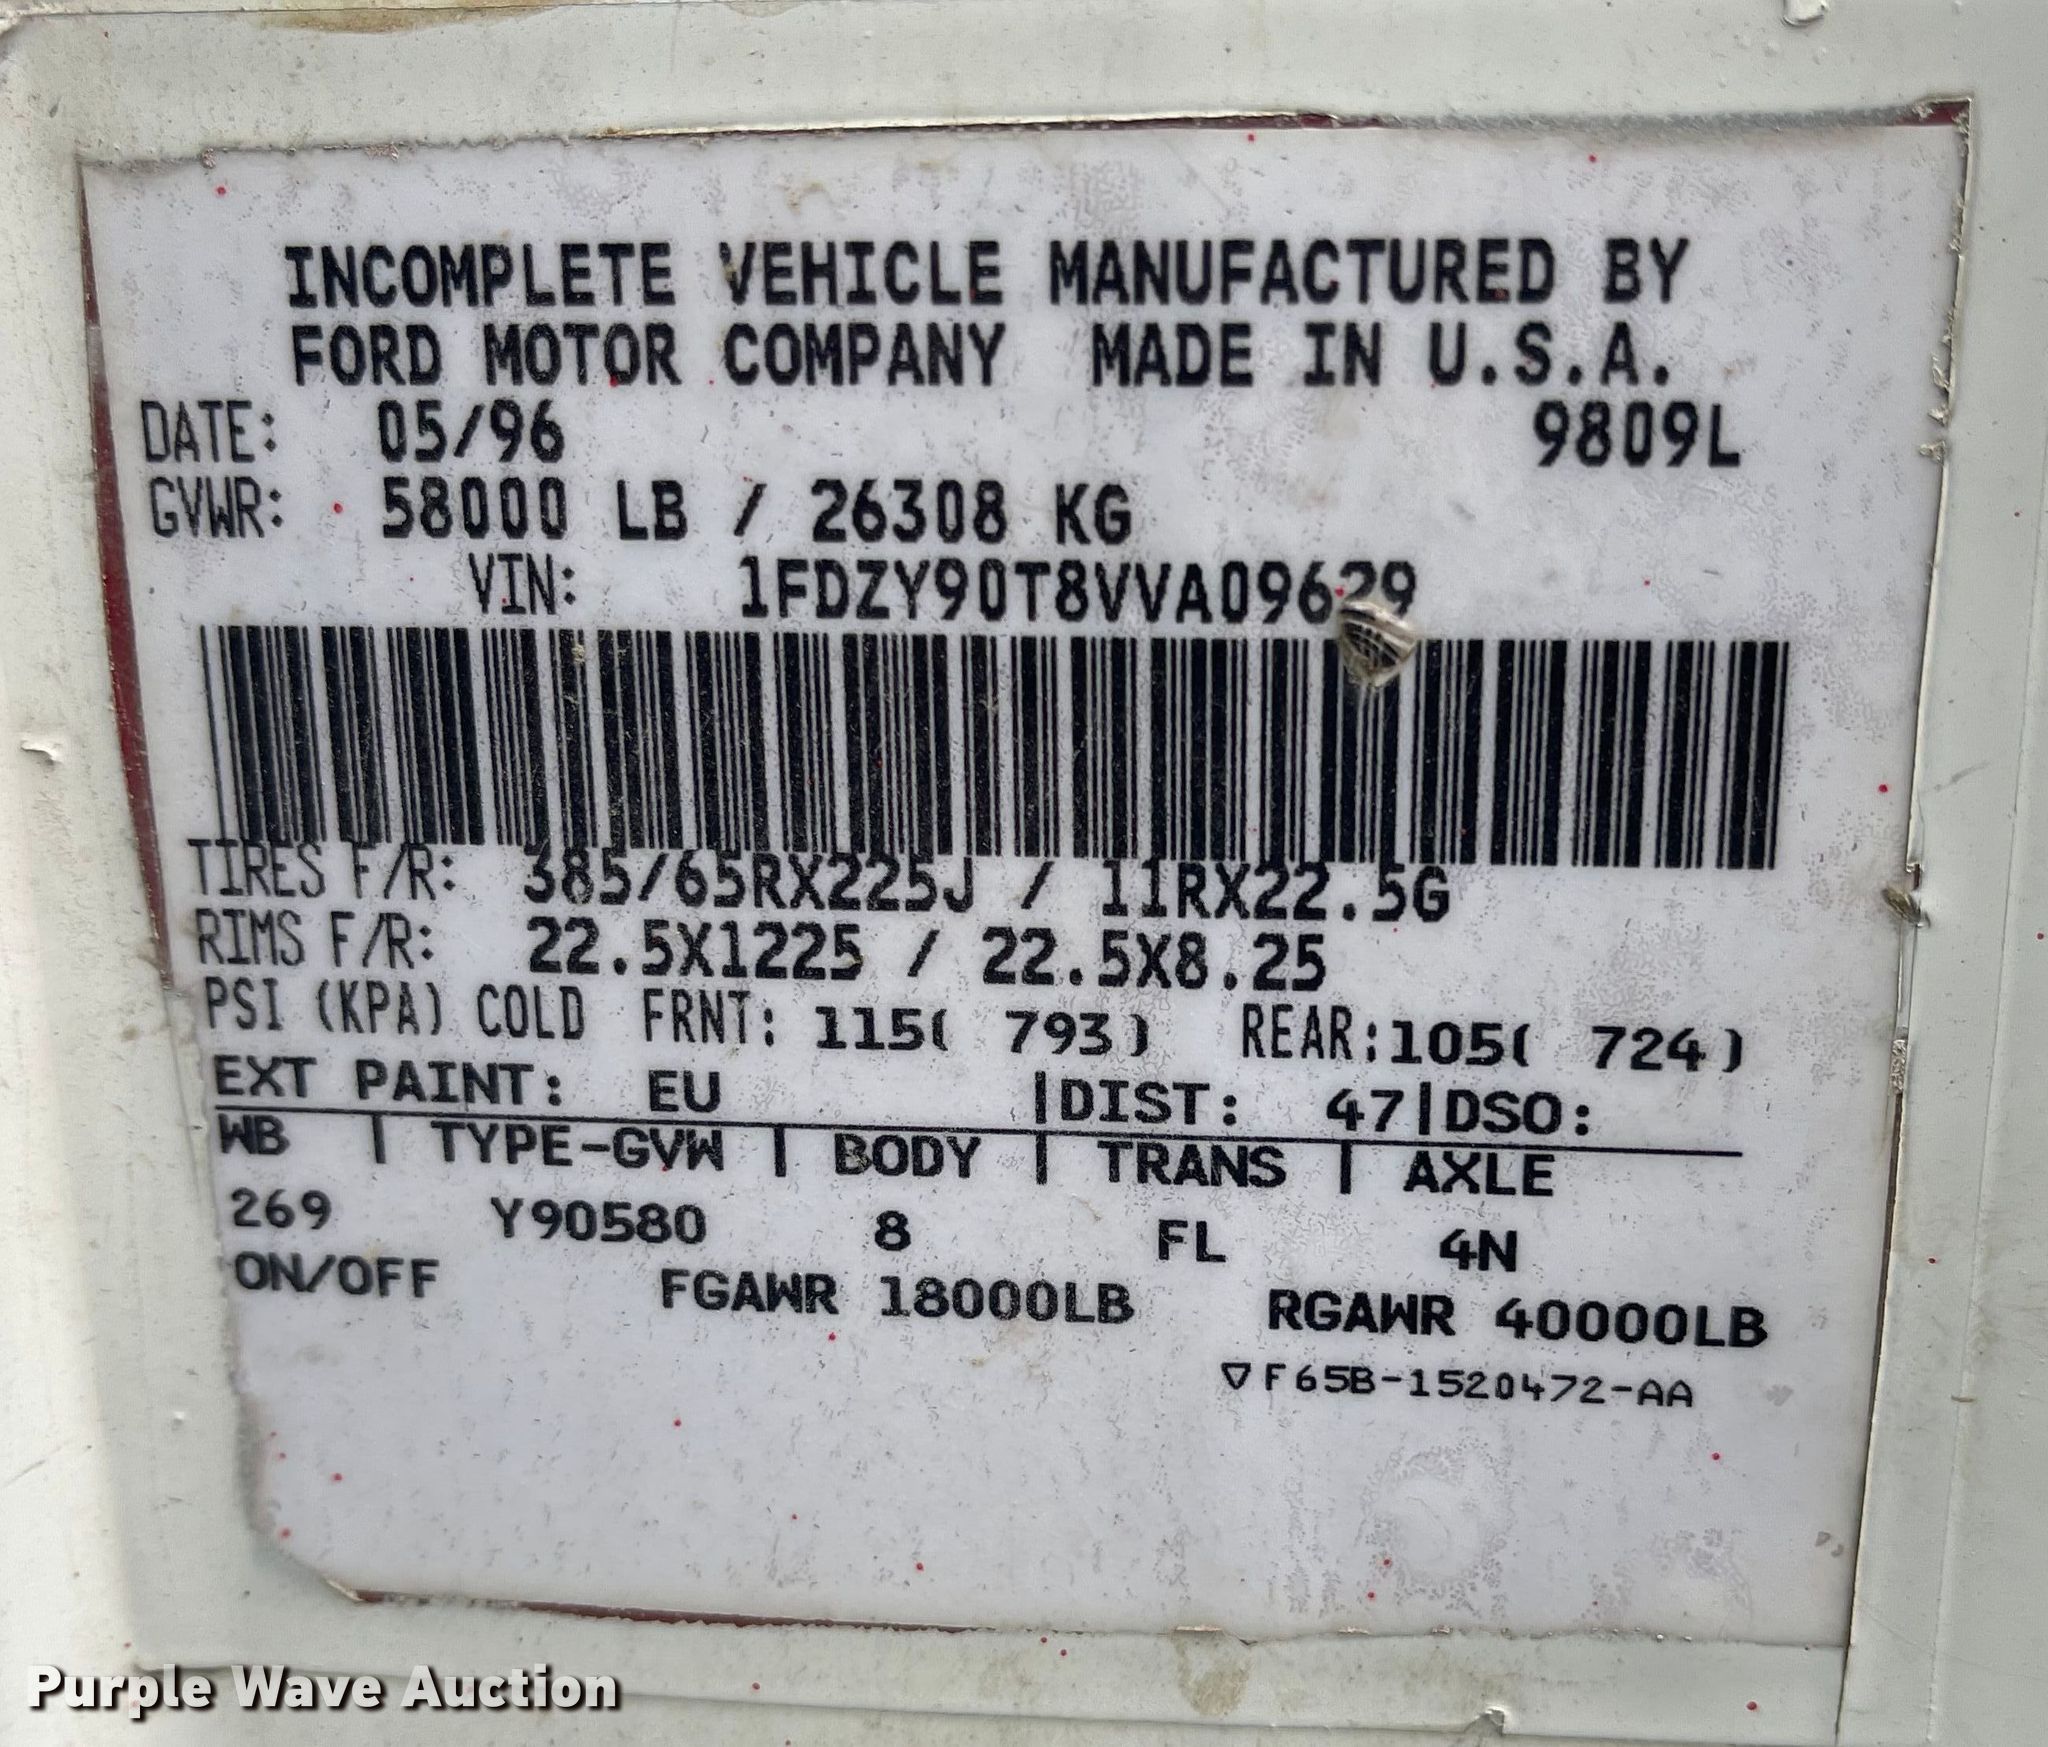 INCOMPLETE VEHICLE MANUFACTURED BY
FORD MOTOR COMPANY MADE IN U.S.A.
DATE: 05/96 9809L
GVWR: 58000 LB / 26308 KG
VIN: 1FDZY90T8VVA09629
TIRES F/R: 385/65RX225J / 11RX22.5G
RIMS F/R: 22.5X1225 / 22.5X8.25
PSI (KPA) COLD FRNT: 115( 793) REAR:105( 724)
EXT PAINT: EU |DIST: 47|DSO:
WB | TYPE-GVW | BODY | TRANS | AXLE
269 Y90580 8 FL 4N
ON/OFF FGAWR 18000LB RGAWR 40000LB
▽F65B-1520472-AA
Purple Wave Auction